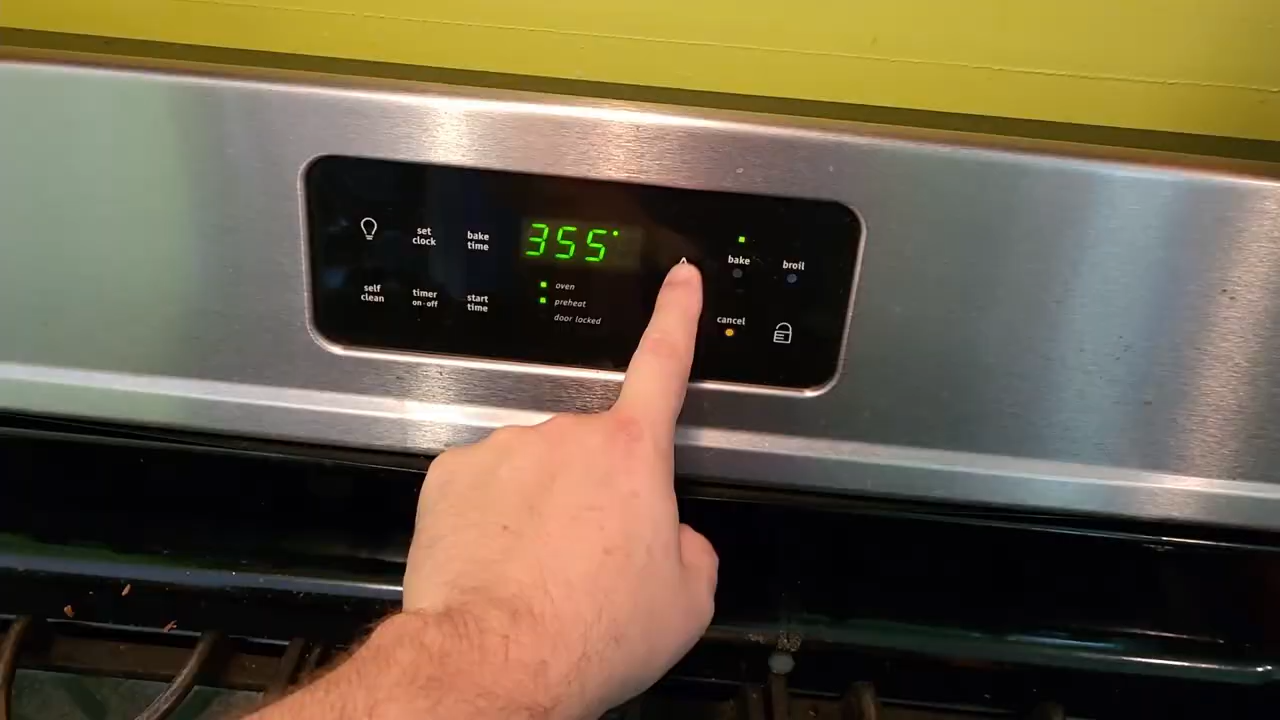 set
clock
bake
time
355°
bake
broil
self
clean
timer
on·off
start
time
oven
preheat
door locked
cancel